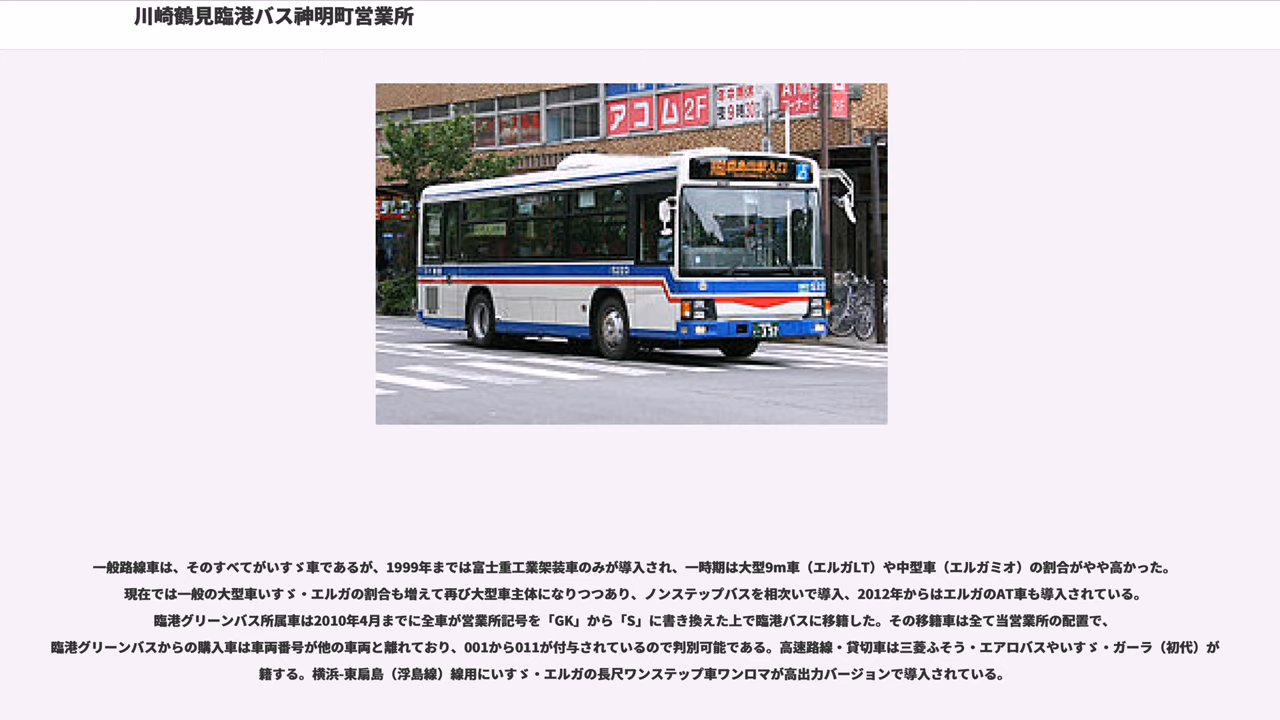 川崎鶴見臨港バス神明町営業所
アコム2F
年中無休
夜9時30分
ATM
コーナー2
2F
一般路線車は、そのすべてがいすゞ車であるが、1999年までは富士重工業架装車のみが導入され、一時期は大型9m車（エルガLT）や中型車（エルガミオ）の割合がやや高かった。
現在では一般の大型車いすゞ・エルガの割合も増えて再び大型車主体になりつつあり、ノンステップバスを相次いで導入、2012年からはエルガのAT車も導入されている。
臨港グリーンバス所属車は2010年4月までに全車が営業所記号を「GK」から「S」に書き換えた上で臨港バスに移籍した。その移籍車は全て当営業所の配置で、
臨港グリーンバスからの購入車は車両番号が他の車両と離れており、001から011が付与されているので判別可能である。高速路線・貸切車は三菱ふそう・エアロバスやいすゞ・ガーラ（初代）が
籍する。横浜-東扇島（浮島線）線用にいすゞ・エルガの長尺ワンステップ車ワンロマが高出力バージョンで導入されている。